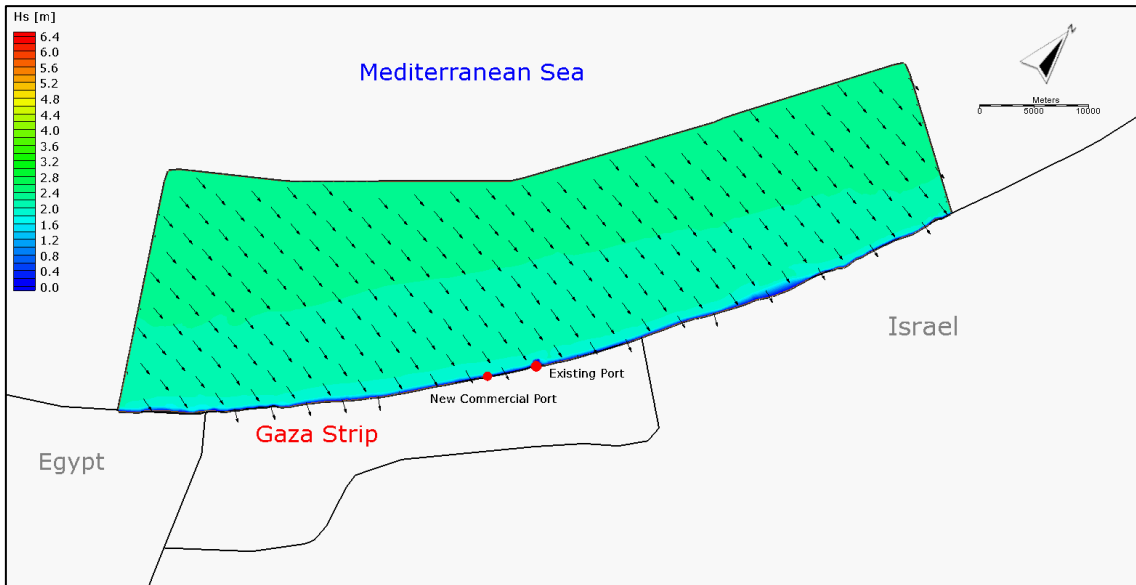 Hs [m]
6.4
6.0
5.6
5.2
4.8
4.4
4.0
3.6
3.2
2.8
2.4
2.0
1.6
1.2
0.8
0.4
0.0
Mediterranean Sea
N
Meters
0 5000 10000
Israel
Existing Port
New Commercial Port
Gaza Strip
Egypt